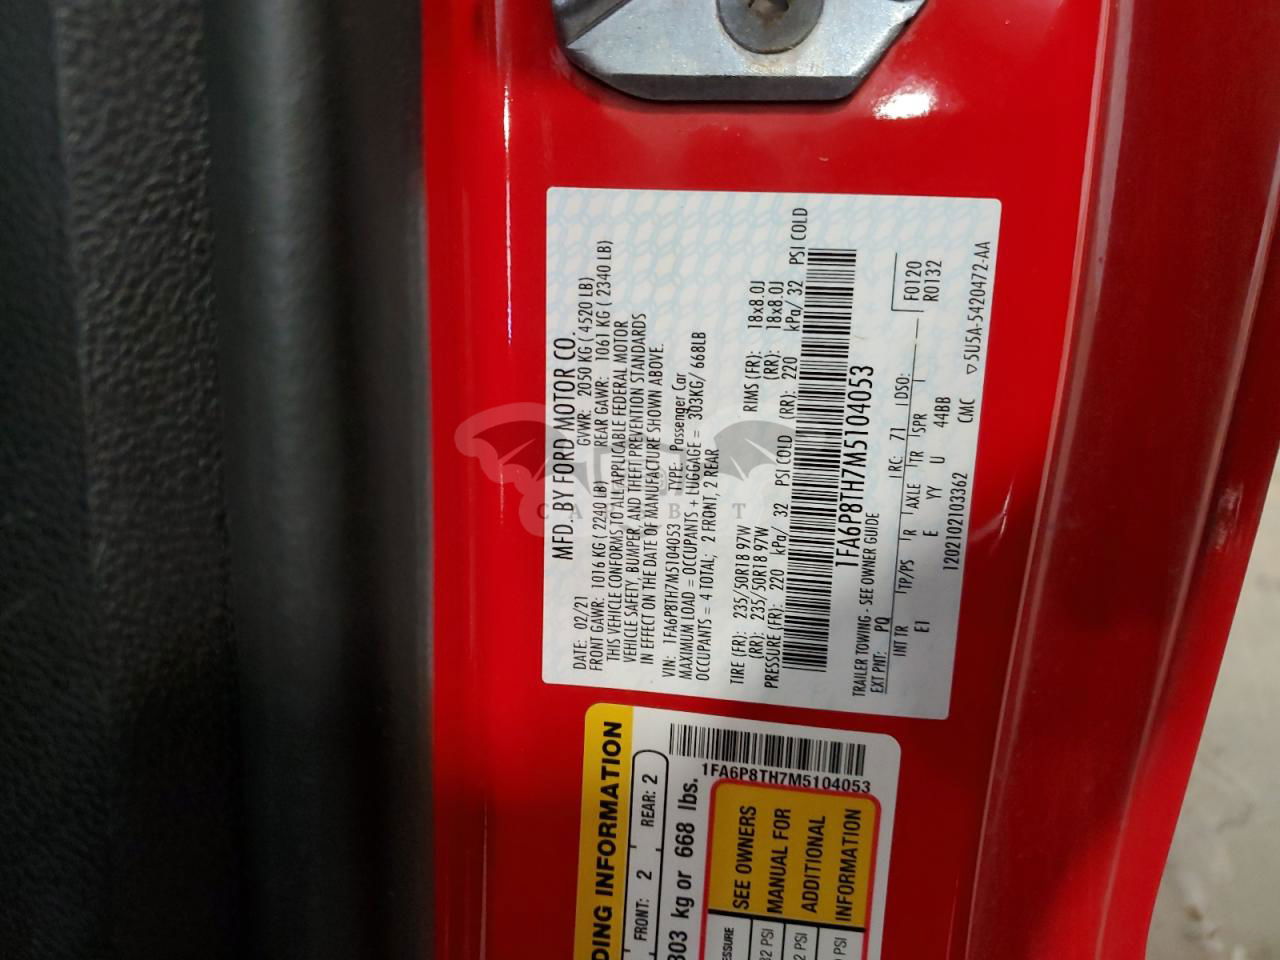 MFD. BY FORD MOTOR CO.
DATE: 02/21 GVWR: 2050 KG ( 4520 LB)
FRONT GAWR: 1016 KG ( 2240 LB) REAR GAWR: 1061 KG ( 2340 LB)
THIS VEHICLE CONFORMS TO ALL APPLICABLE FEDERAL MOTOR
VEHICLE SAFETY, BUMPER, AND THEFT PREVENTION STANDARDS
IN EFFECT ON THE DATE OF MANUFACTURE SHOWN ABOVE.
VIN: 1FA6P8TH7M5104053 TYPE: Passenger Car
MAXIMUM LOAD = OCCUPANTS + LUGGAGE = 303KG/ 668LB
OCCUPANTS = 4 TOTAL; 2 FRONT, 2 REAR
TIRE (FR): 235/50R18 97W RIMS (FR): 18x8.0J
(RR): 235/50R18 97W (RR): 18x8.0J
PRESSURE (FR): 220 kPa/ 32 PSI COLD (RR): 220 kPa/ 32 PSI COLD
1FA6P8TH7M5104053
TRAILER TOWING - SEE OWNER GUIDE
EXT PNT: PQ RC: 71 DSO: F0120
INT TR TP/PS R AXLE TR SPR R0132
E1 E YY U 44BB
1202102103362 CMC ▽5U5A-5420472-AA
DING INFORMATION
FRONT: 2 REAR: 2
303 kg or 668 lbs.
1FA6P8TH7M5104053
SEE OWNERS
MANUAL FOR
ADDITIONAL
INFORMATION
PSI
PSI
PSI